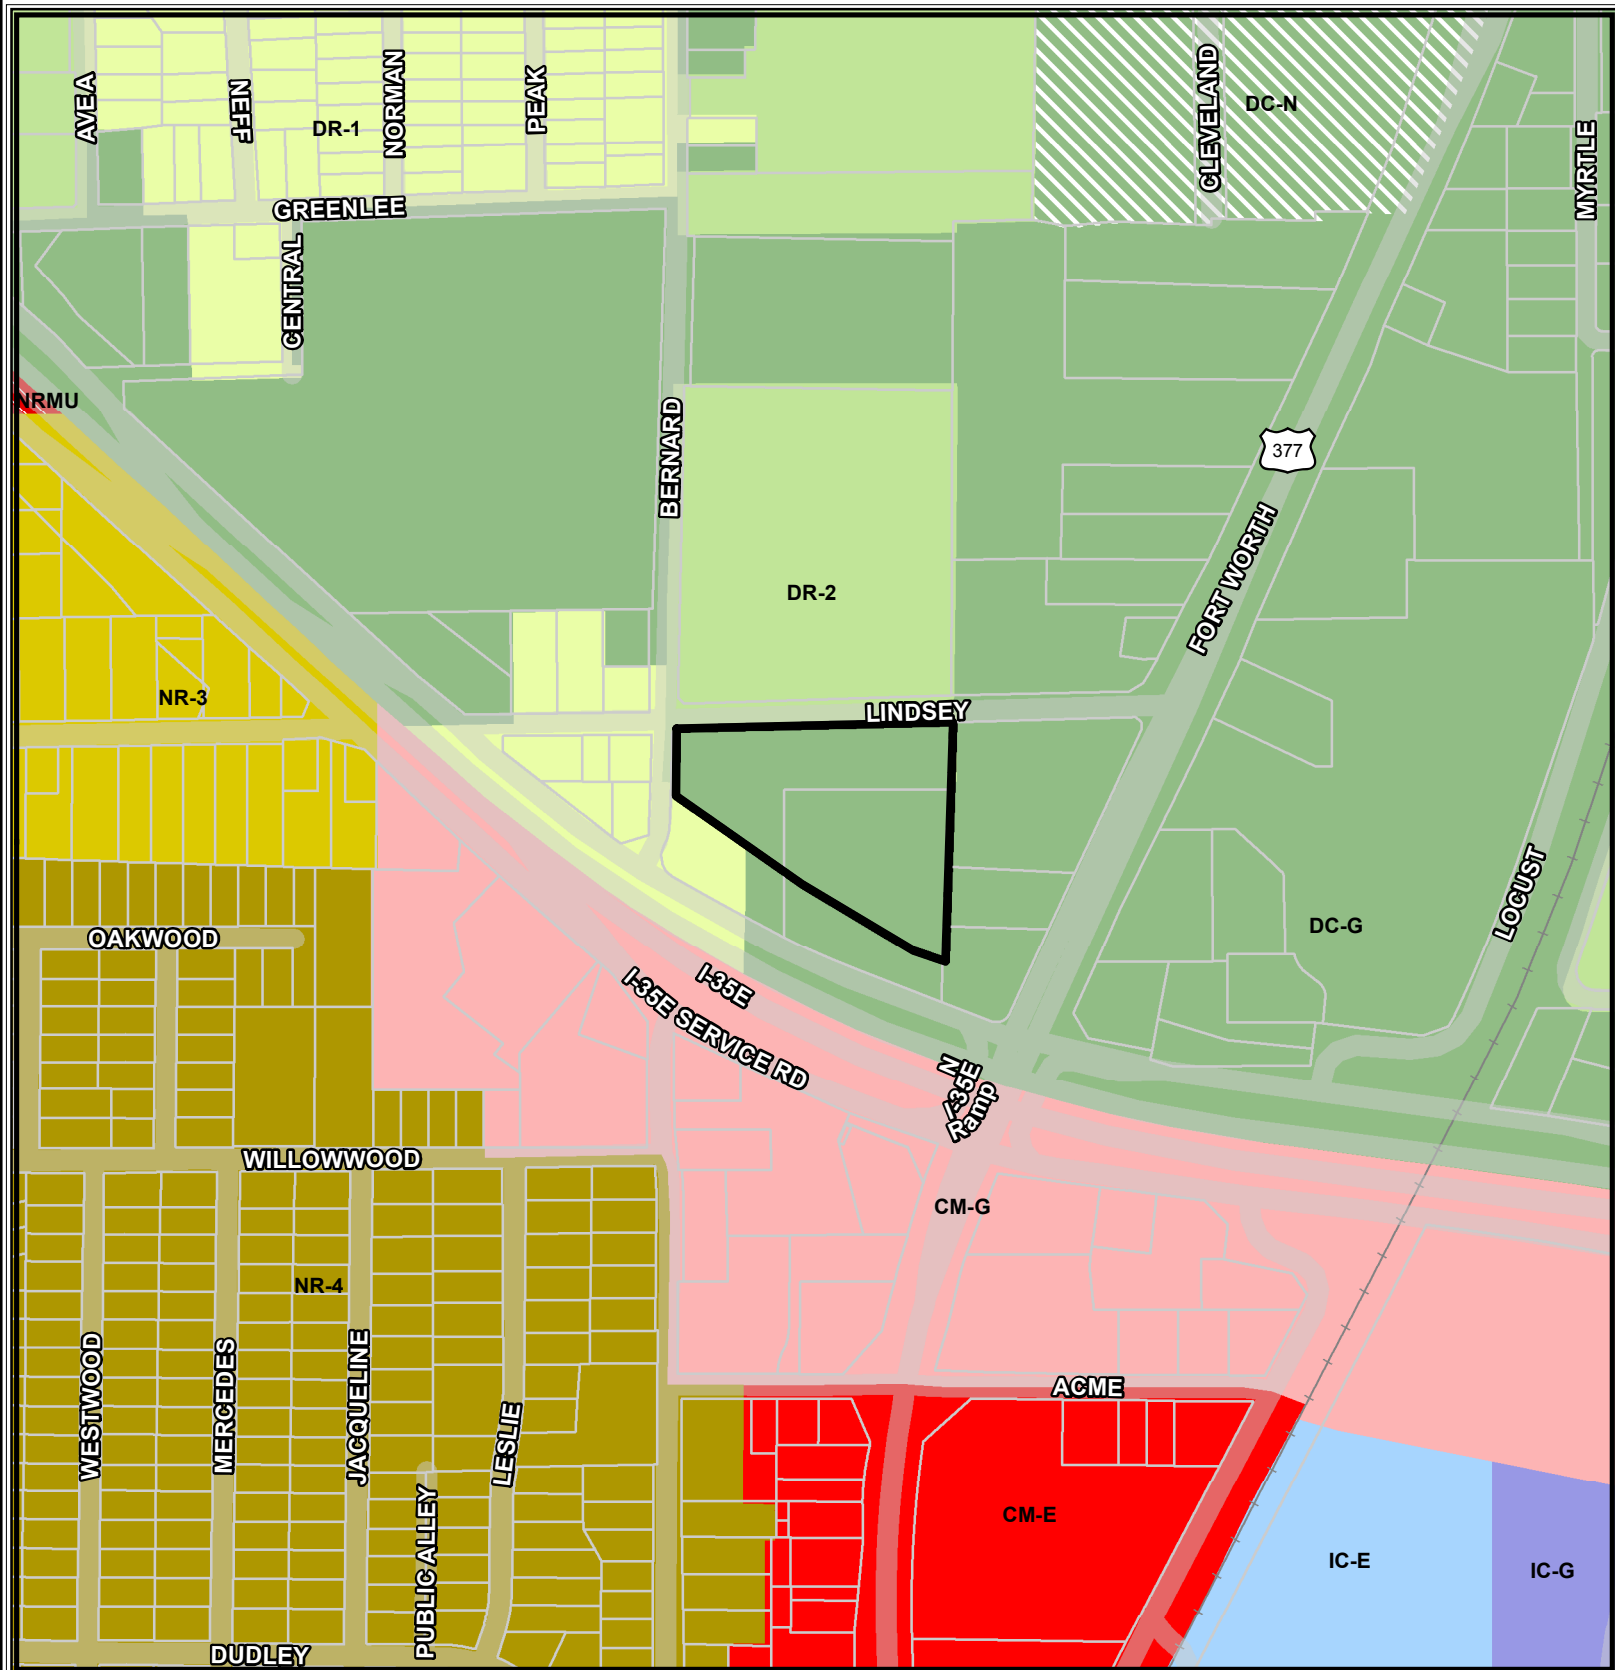 AVE A
NEFF
NORMAN
PEAK
CLEVELAND
DC-N
MYRTLE
DR-1
GREENLEE
CENTRAL
NRMU
BERNARD
377
FORT WORTH
DR-2
NR-3
LINDSEY
LOCUST
DC-G
OAKWOOD
I-35E
I-35E SERVICE RD
N
I-35E
Ramp
WILLOWWOOD
CM-G
NR-4
WESTWOOD
MERCEDES
JACQUELINE
LESLIE
ACME
PUBLIC ALLEY
CM-E
IC-E
IC-G
DUDLEY